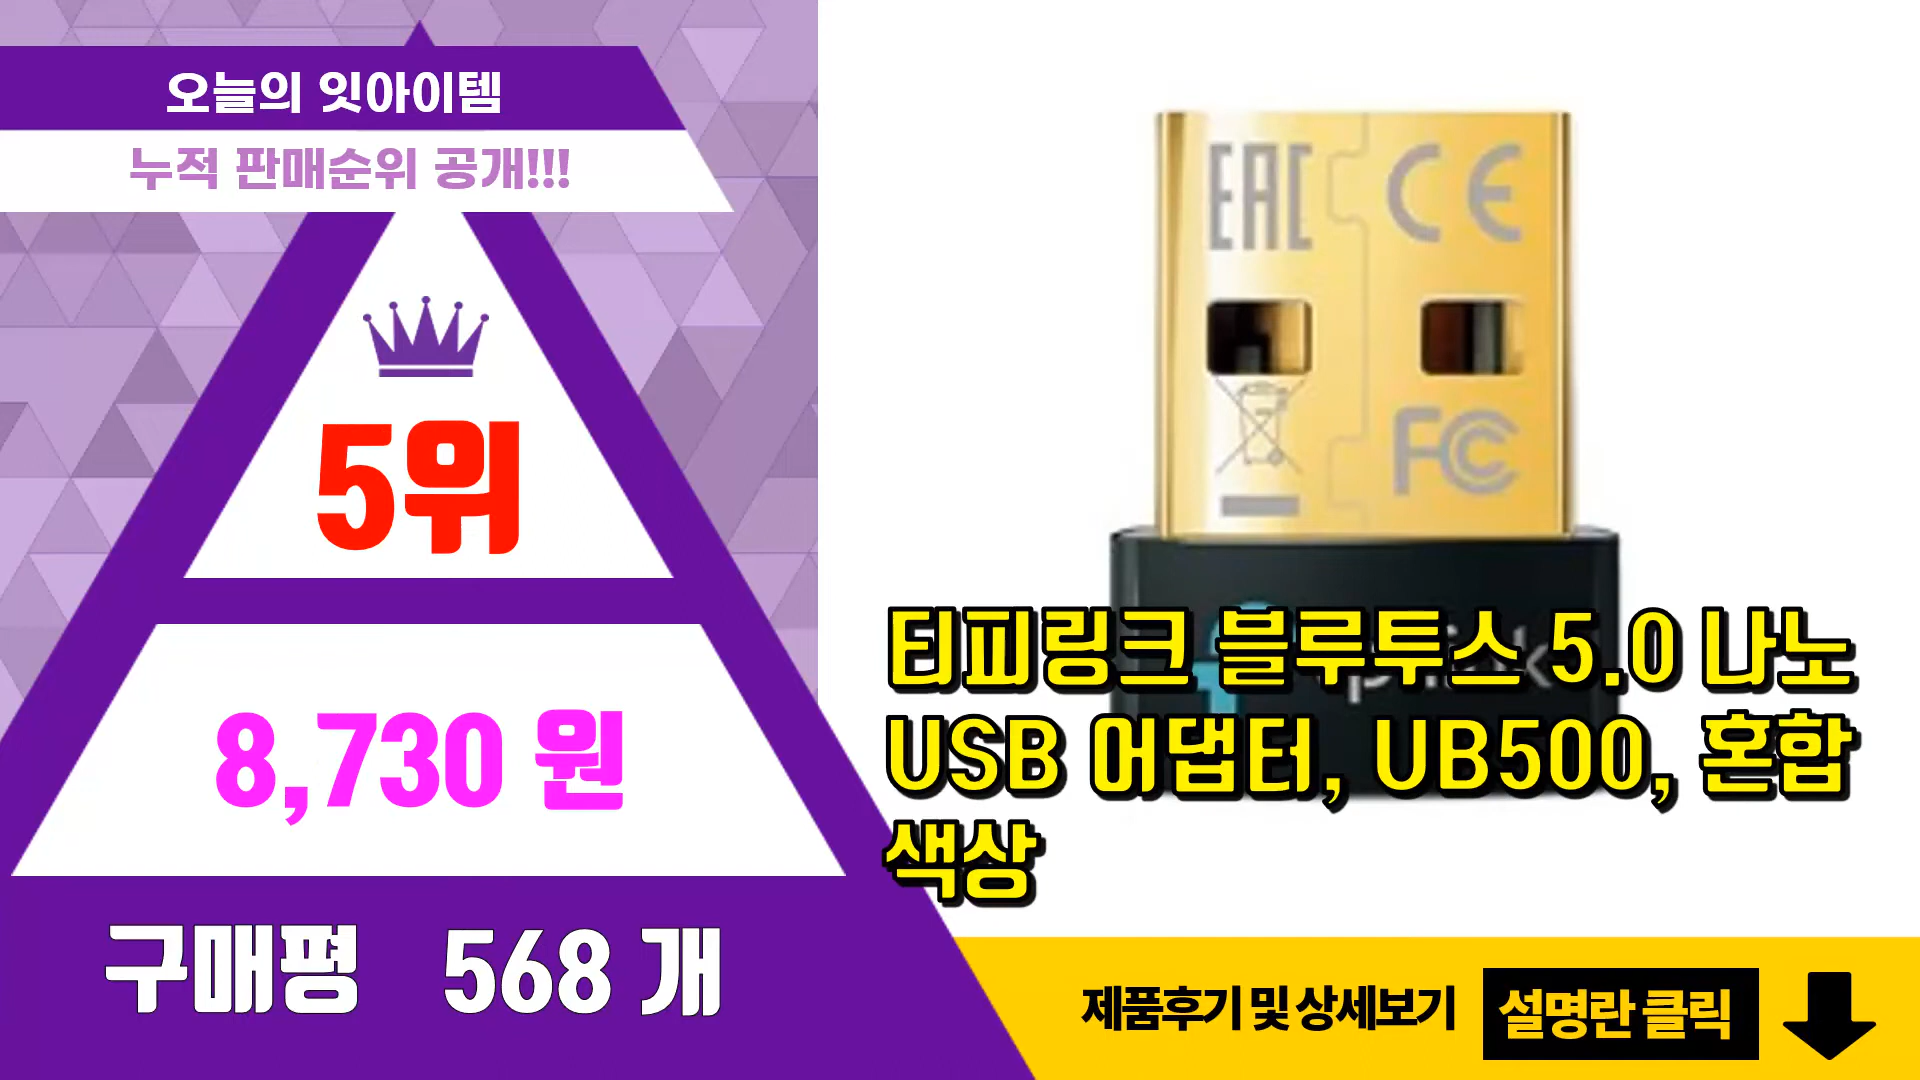 오늘의 잇아이템
누적 판매순위 공개!!!
5위
8,730 원
구매평 568 개
EAC CE
FC
티피링크 블루투스 5.0 나노
USB 어댑터, UB500, 혼합
색상
제품후기 및 상세보기
설명란 클릭